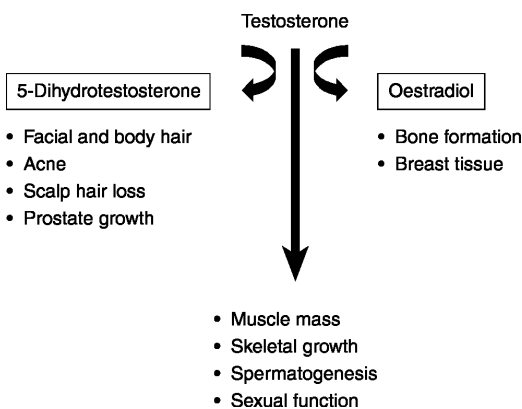 Testosterone
5-Dihydrotestosterone
• Facial and body hair
• Acne
• Scalp hair loss
• Prostate growth
Oestradiol
• Bone formation
• Breast tissue
• Muscle mass
• Skeletal growth
• Spermatogenesis
• Sexual function